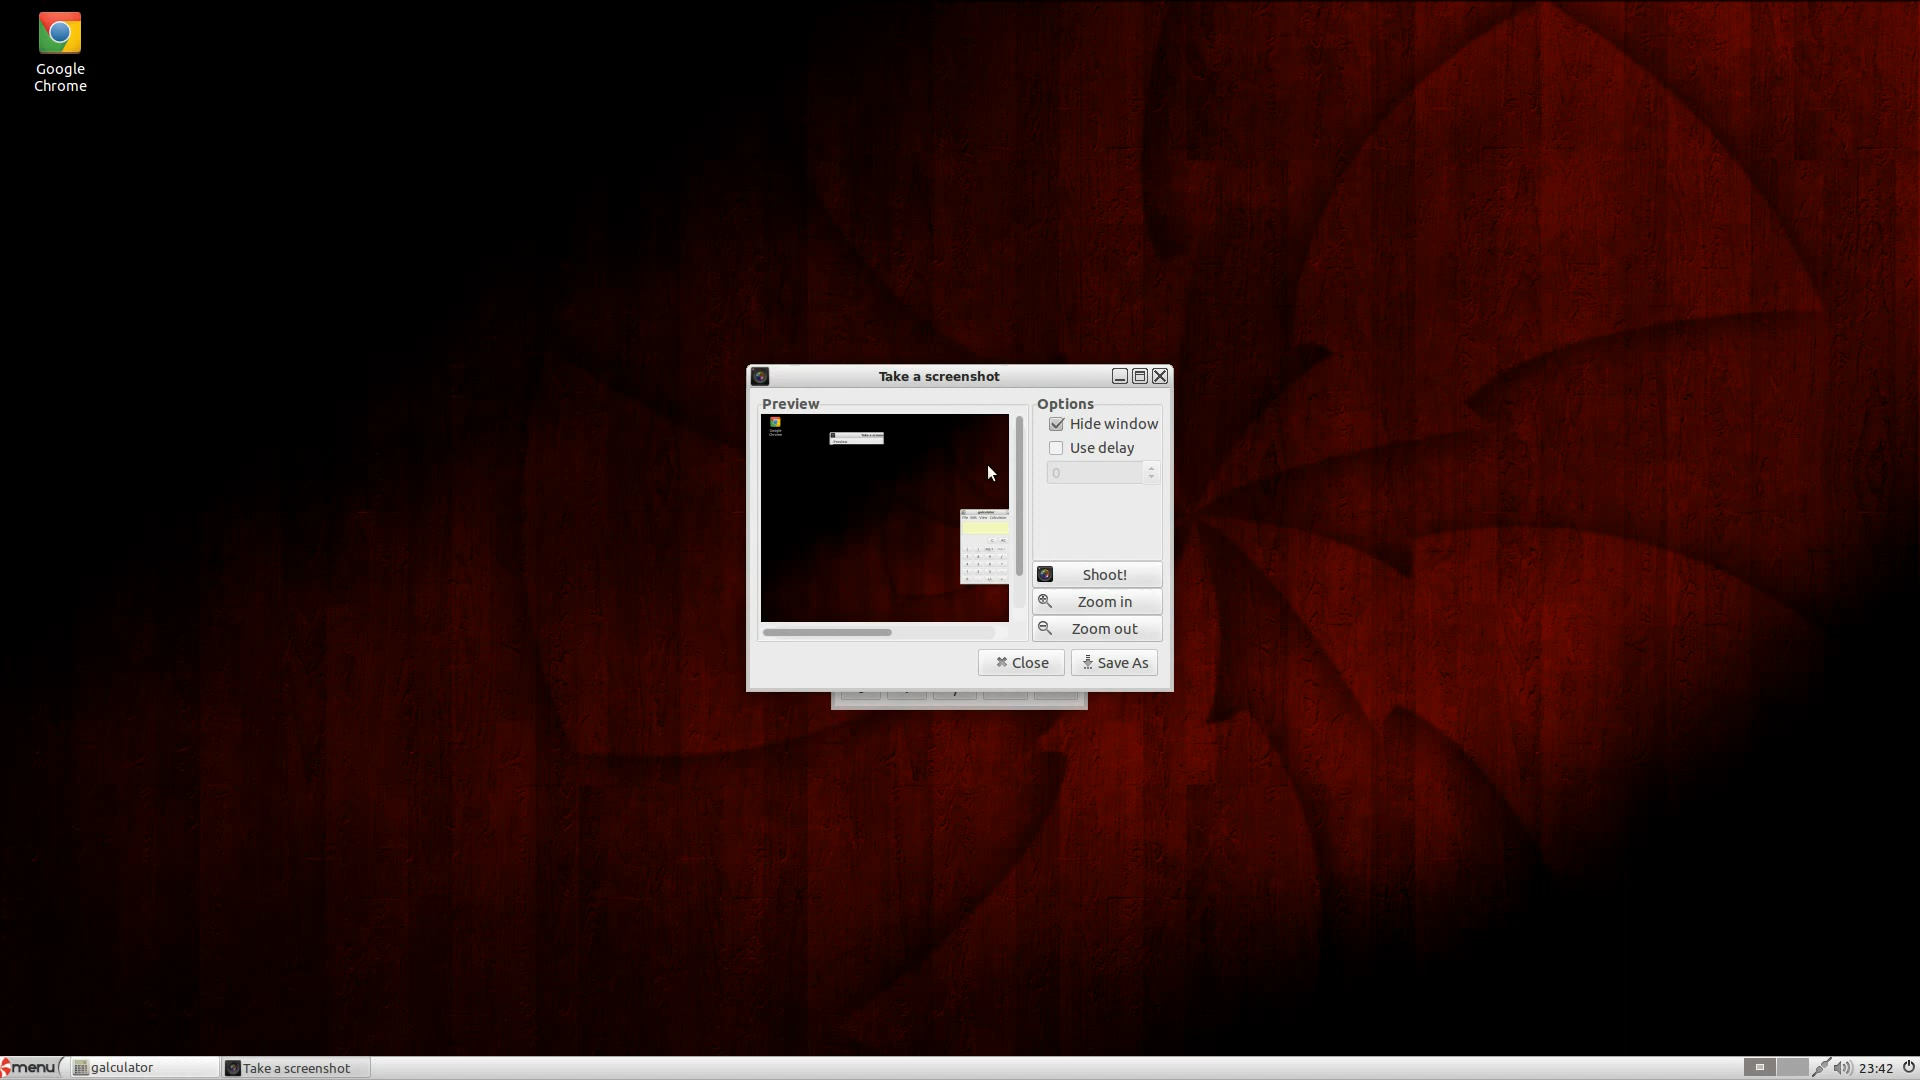 Google
Chrome
Take a screenshot
Preview
Options
Hide window
Use delay
0
Shoot!
Zoom in
Zoom out
Close
Save As
menu
galculator
Take a screenshot
23:42